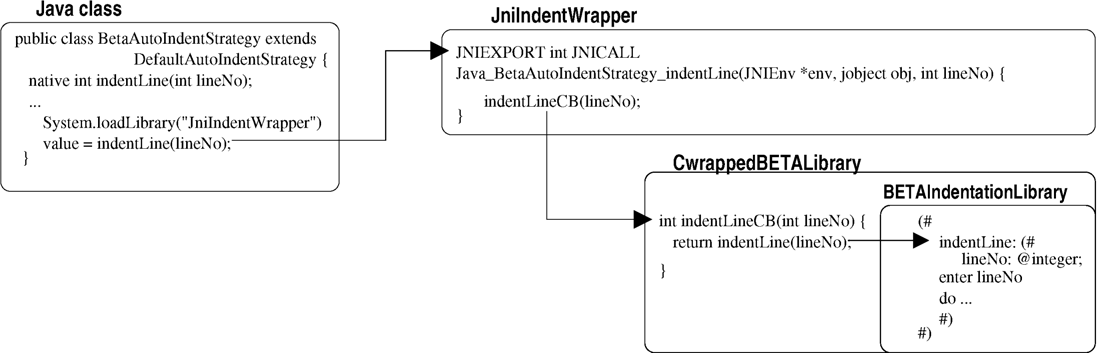 Java class
public class BetaAutoIndentStrategy extends
DefaultAutoIndentStrategy {
native int indentLine(int lineNo);
...
System.loadLibrary("JniIndentWrapper")
value = indentLine(lineNo);
}
JniIndentWrapper
JNIEXPORT int JNICALL
Java_BetaAutoIndentStrategy_indentLine(JNIEnv *env, jobject obj, int lineNo) {
indentLineCB(lineNo);
}
CwrappedBETALibrary
int indentLineCB(int lineNo) {
return indentLine(lineNo);
}
BETAIndentationLibrary
(#
indentLine: (#
lineNo: @integer;
enter lineNo
do ...
#)
#)